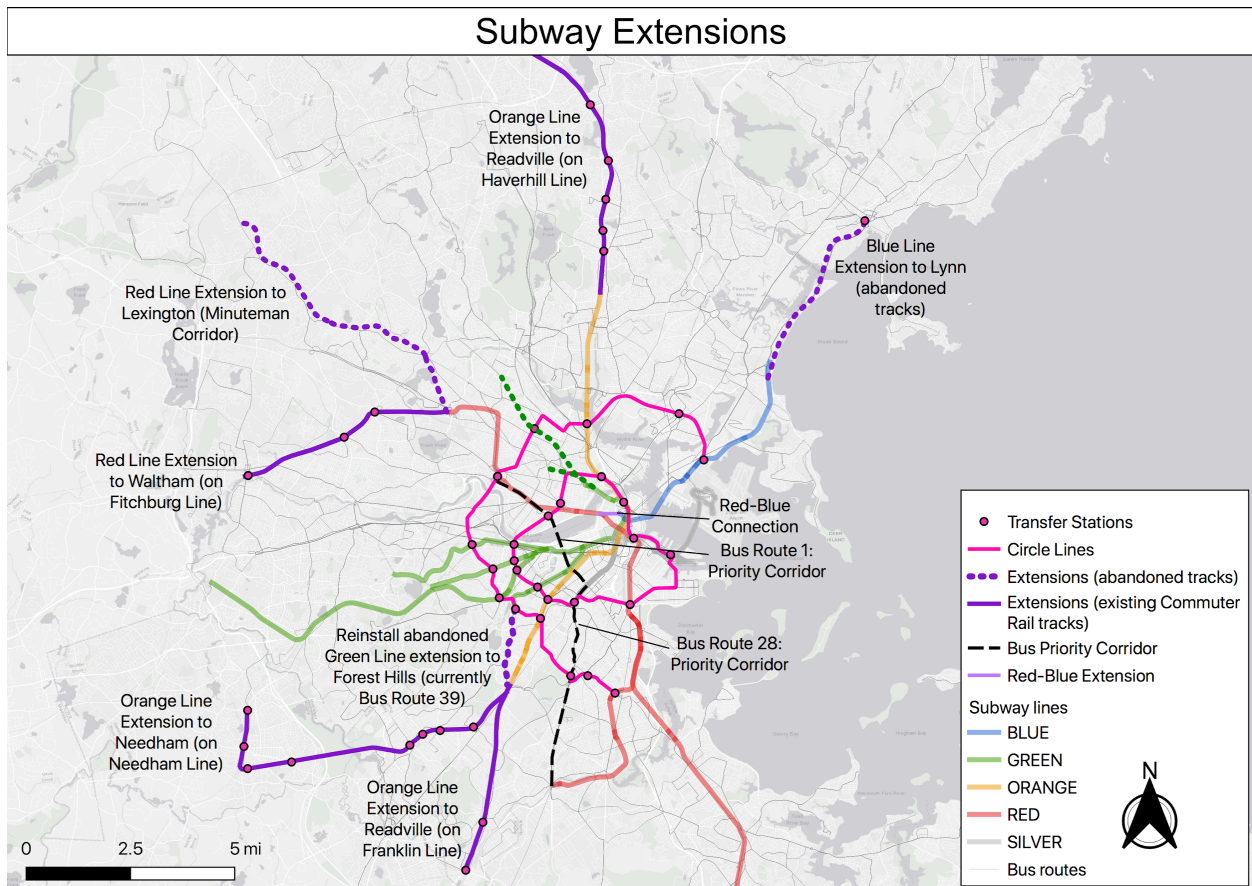 Subway Extensions
Orange Line
Extension to
Readville (on
Haverhill Line)
Blue Line
Extension to Lynn
(abandoned
tracks)
Red Line Extension to
Lexington (Minuteman
Corridor)
Red Line Extension
to Waltham (on
Fitchburg Line)
Red-Blue
Connection
Bus Route 1:
Priority Corridor
Bus Route 28:
Priority Corridor
Reinstall abandoned
Green Line extension to
Forest Hills (currently
Bus Route 39)
Orange Line
Extension to
Needham (on
Needham Line)
Orange Line
Extension to
Readville (on
Franklin Line)
0 2.5 5 mi
Transfer Stations
Circle Lines
Extensions (abandoned tracks)
Extensions (existing Commuter
Rail tracks)
Bus Priority Corridor
Red-Blue Extension
Subway lines
BLUE
GREEN
ORANGE
RED
SILVER
Bus routes
N